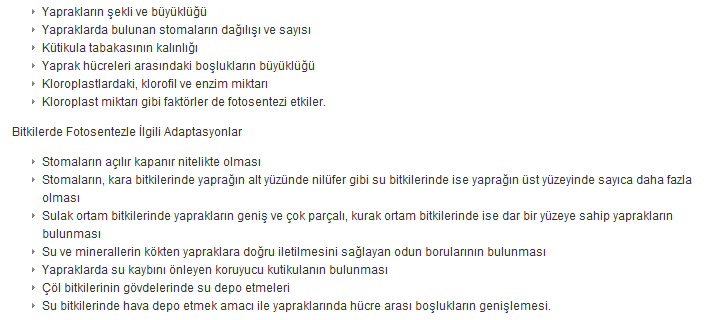 Yaprakların şekli ve büyüklüğü
Yapraklarda bulunan stomaların dağılışı ve sayısı
Kütikula tabakasının kalınlığı
Yaprak hücreleri arasındaki boşlukların büyüklüğü
Kloroplastlardaki, klorofil ve enzim miktarı
Kloroplast miktarı gibi faktörler de fotosentezi etkiler.
Bitkilerde Fotosentezle İlgili Adaptasyonlar
Stomaların açılır kapanır nitelikte olması
Stomaların, kara bitkilerinde yaprağın alt yüzünde nilüfer gibi su bitkilerinde ise yaprağın üst yüzeyinde sayıca daha fazla
olması
Sulak ortam bitkilerinde yaprakların geniş ve çok parçalı, kurak ortam bitkilerinde ise dar bir yüzeye sahip yaprakların
bulunması
Su ve minerallerin kökten yapraklara doğru iletilmesini sağlayan odun borularının bulunması
Yapraklarda su kaybını önleyen koruyucu kutikulanın bulunması
Çöl bitkilerinin gövdelerinde su depo etmeleri
Su bitkilerinde hava depo etmek amacı ile yapraklarında hücre arası boşlukların genişlemesi.